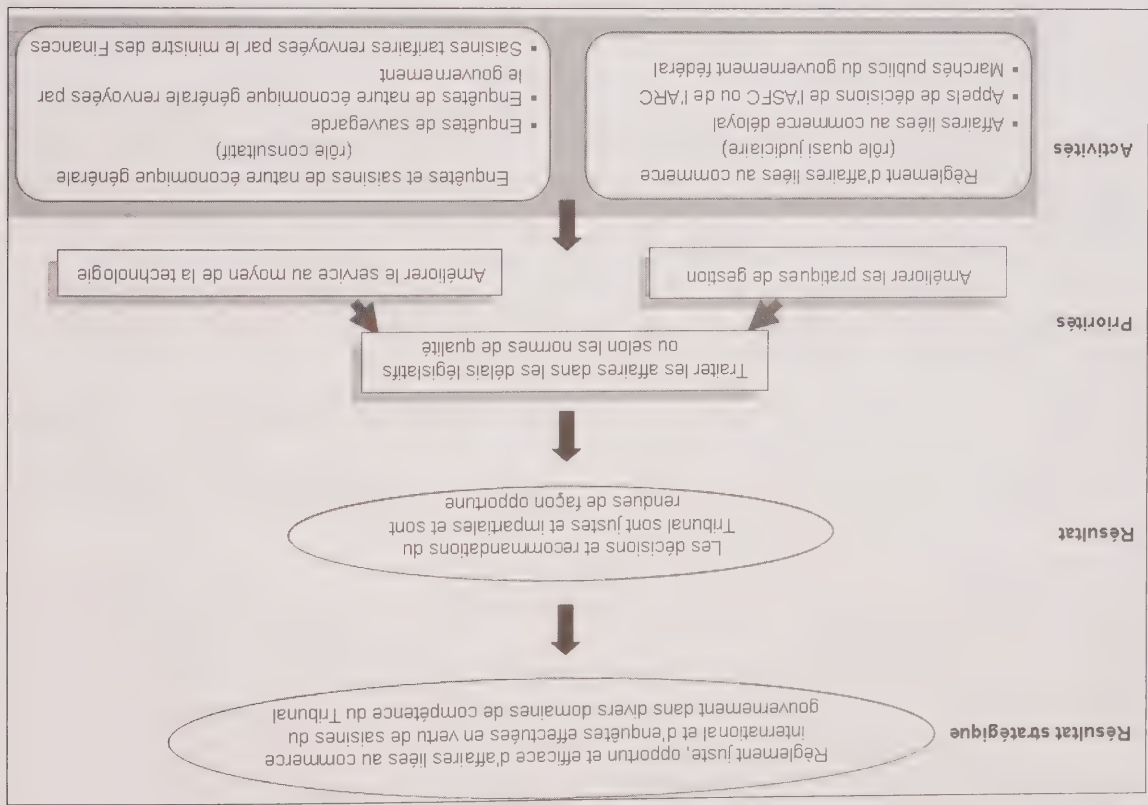 Résultat stratégique
Règlement juste, opportun et efficace d'affaires liées au commerce
international et d'enquêtes effectuées en vertu de saisines du
gouvernement dans divers domaines de compétence du Tribunal
Résultat
Les décisions et recommandations du
Tribunal sont justes et impartiales et sont
rendues de façon opportune
Priorités
Traiter les affaires dans les délais législatifs
ou selon les normes de qualité
Améliorer les pratiques de gestion
Améliorer le service au moyen de la technologie
Activités
Règlement d'affaires liées au commerce
(rôle quasi judiciaire)
▪ Affaires liées au commerce déloyal
▪ Appels de décisions de l'ASFC ou de l'ARC
▪ Marchés publics du gouvernement fédéral
Enquêtes et saisines de nature économique générale
(rôle consultatif)
▪ Enquêtes de sauvegarde
▪ Enquêtes de nature économique générale renvoyées par
le gouvernement
▪ Saisines tarifaires renvoyées par le ministre des Finances